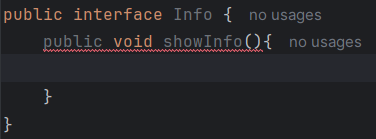 public interface Info {  no usages
    public void showInfo(){  no usages

    }
}